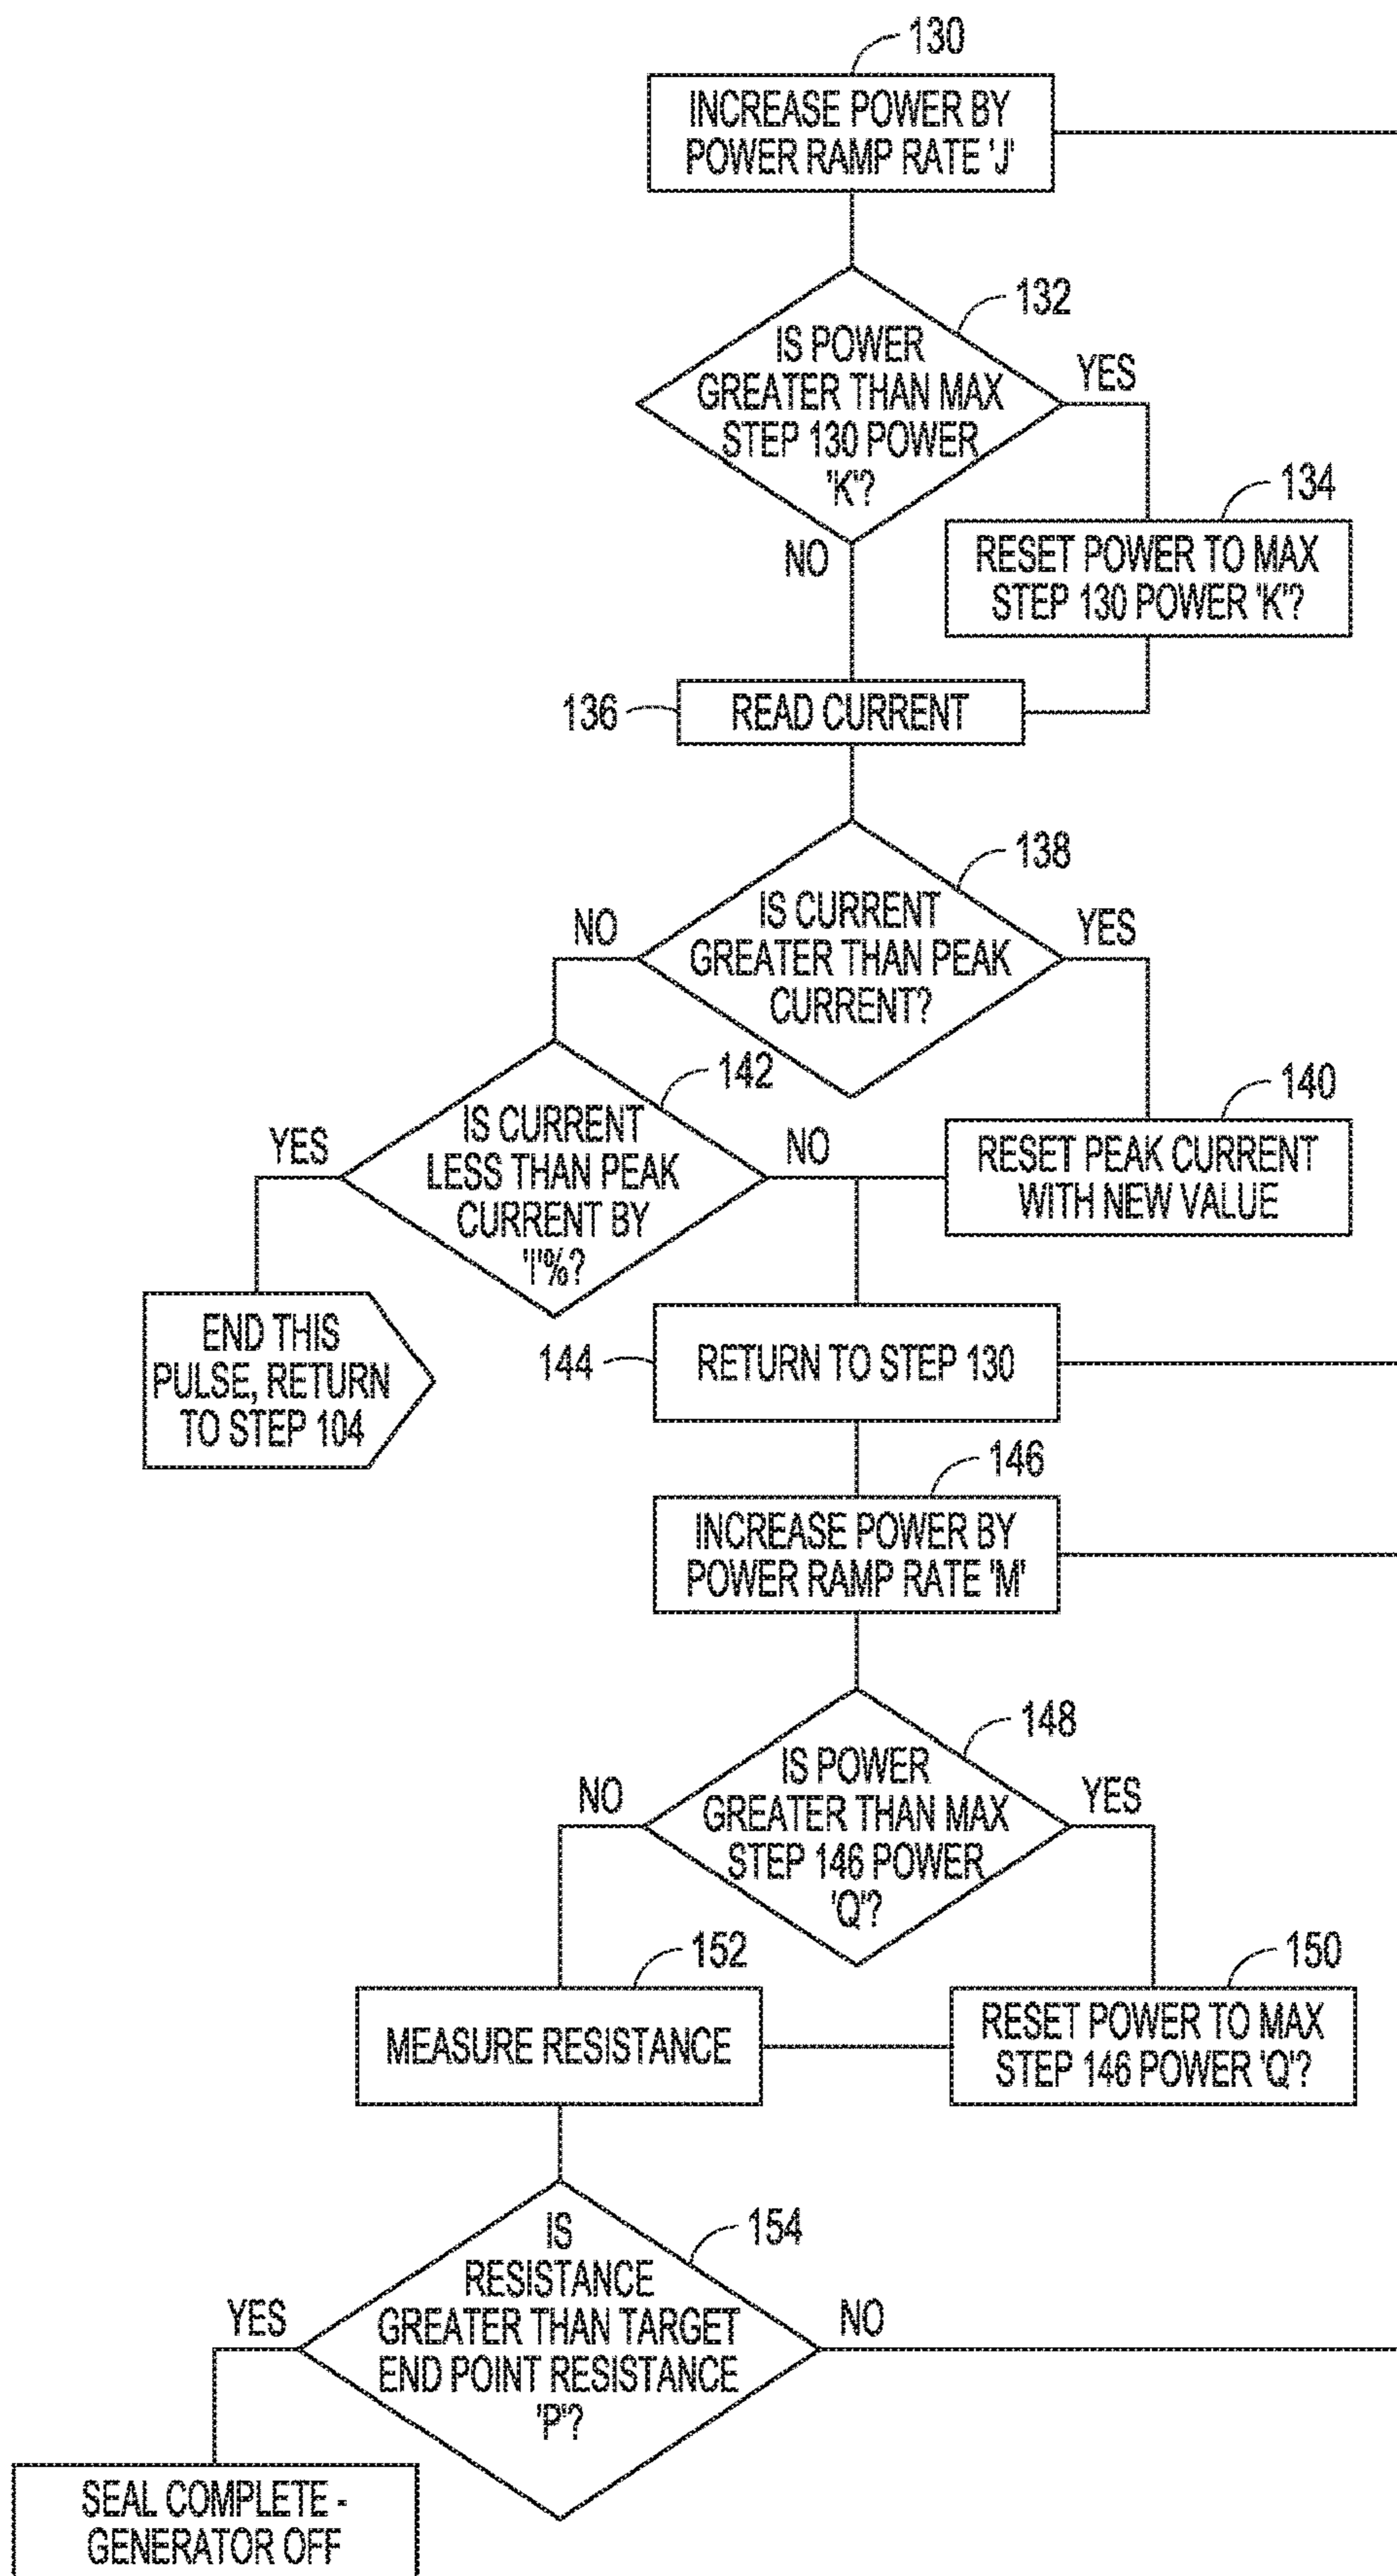 130
INCREASE POWER BY
POWER RAMP RATE 'J'
132
IS POWER
GREATER THAN MAX
STEP 130 POWER
'K'?
YES
NO
134
RESET POWER TO MAX
STEP 130 POWER 'K'?
136
READ CURRENT
138
IS CURRENT
GREATER THAN PEAK
CURRENT?
NO
YES
142
IS CURRENT
LESS THAN PEAK
CURRENT BY
'I'%?
YES
NO
140
RESET PEAK CURRENT
WITH NEW VALUE
END THIS
PULSE, RETURN
TO STEP 104
144
RETURN TO STEP 130
146
INCREASE POWER BY
POWER RAMP RATE 'M'
148
IS POWER
GREATER THAN MAX
STEP 146 POWER
'Q'?
NO
YES
152
MEASURE RESISTANCE
150
RESET POWER TO MAX
STEP 146 POWER 'Q'?
154
IS
RESISTANCE
GREATER THAN TARGET
END POINT RESISTANCE
'P'?
YES
NO
SEAL COMPLETE -
GENERATOR OFF